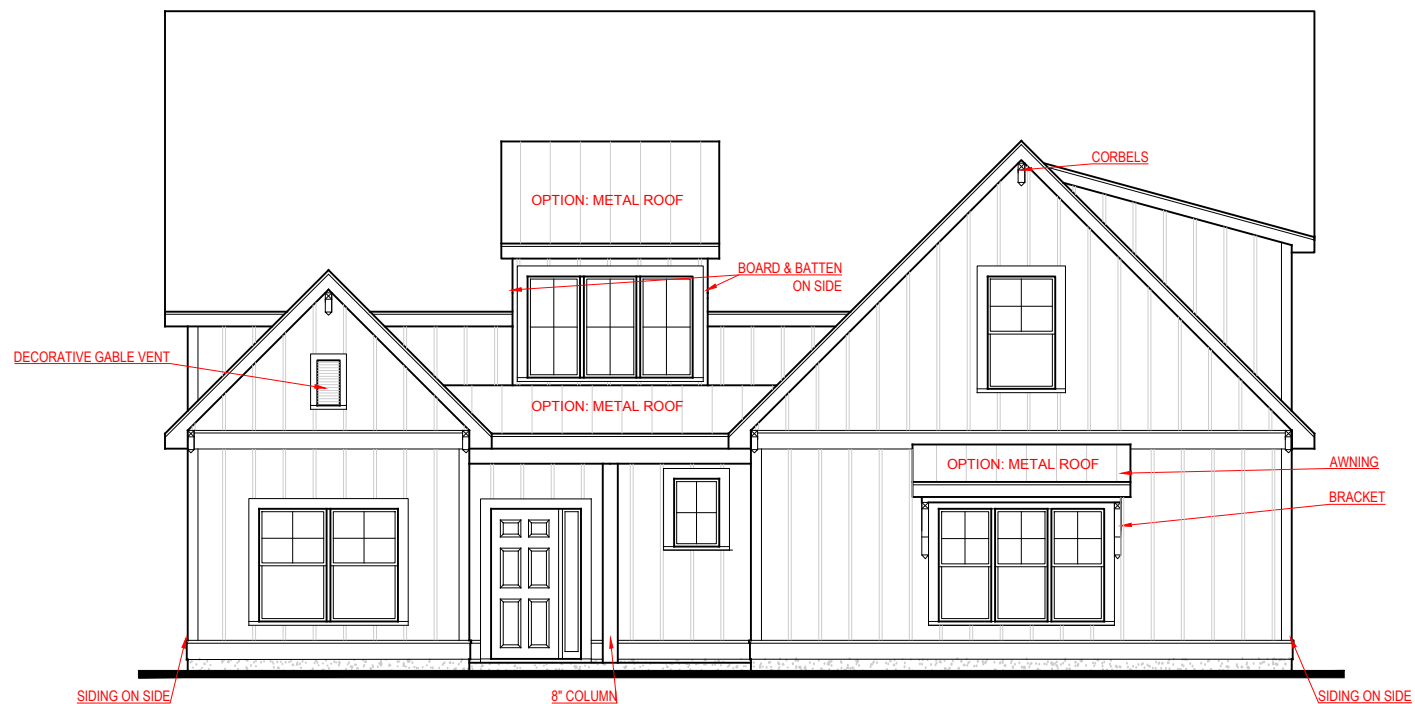 CORBELS
OPTION: METAL ROOF
BOARD & BATTEN
ON SIDE
DECORATIVE GABLE VENT
OPTION: METAL ROOF
OPTION: METAL ROOF
AWNING
BRACKET
SIDING ON SIDE
8" COLUMN
SIDING ON SIDE